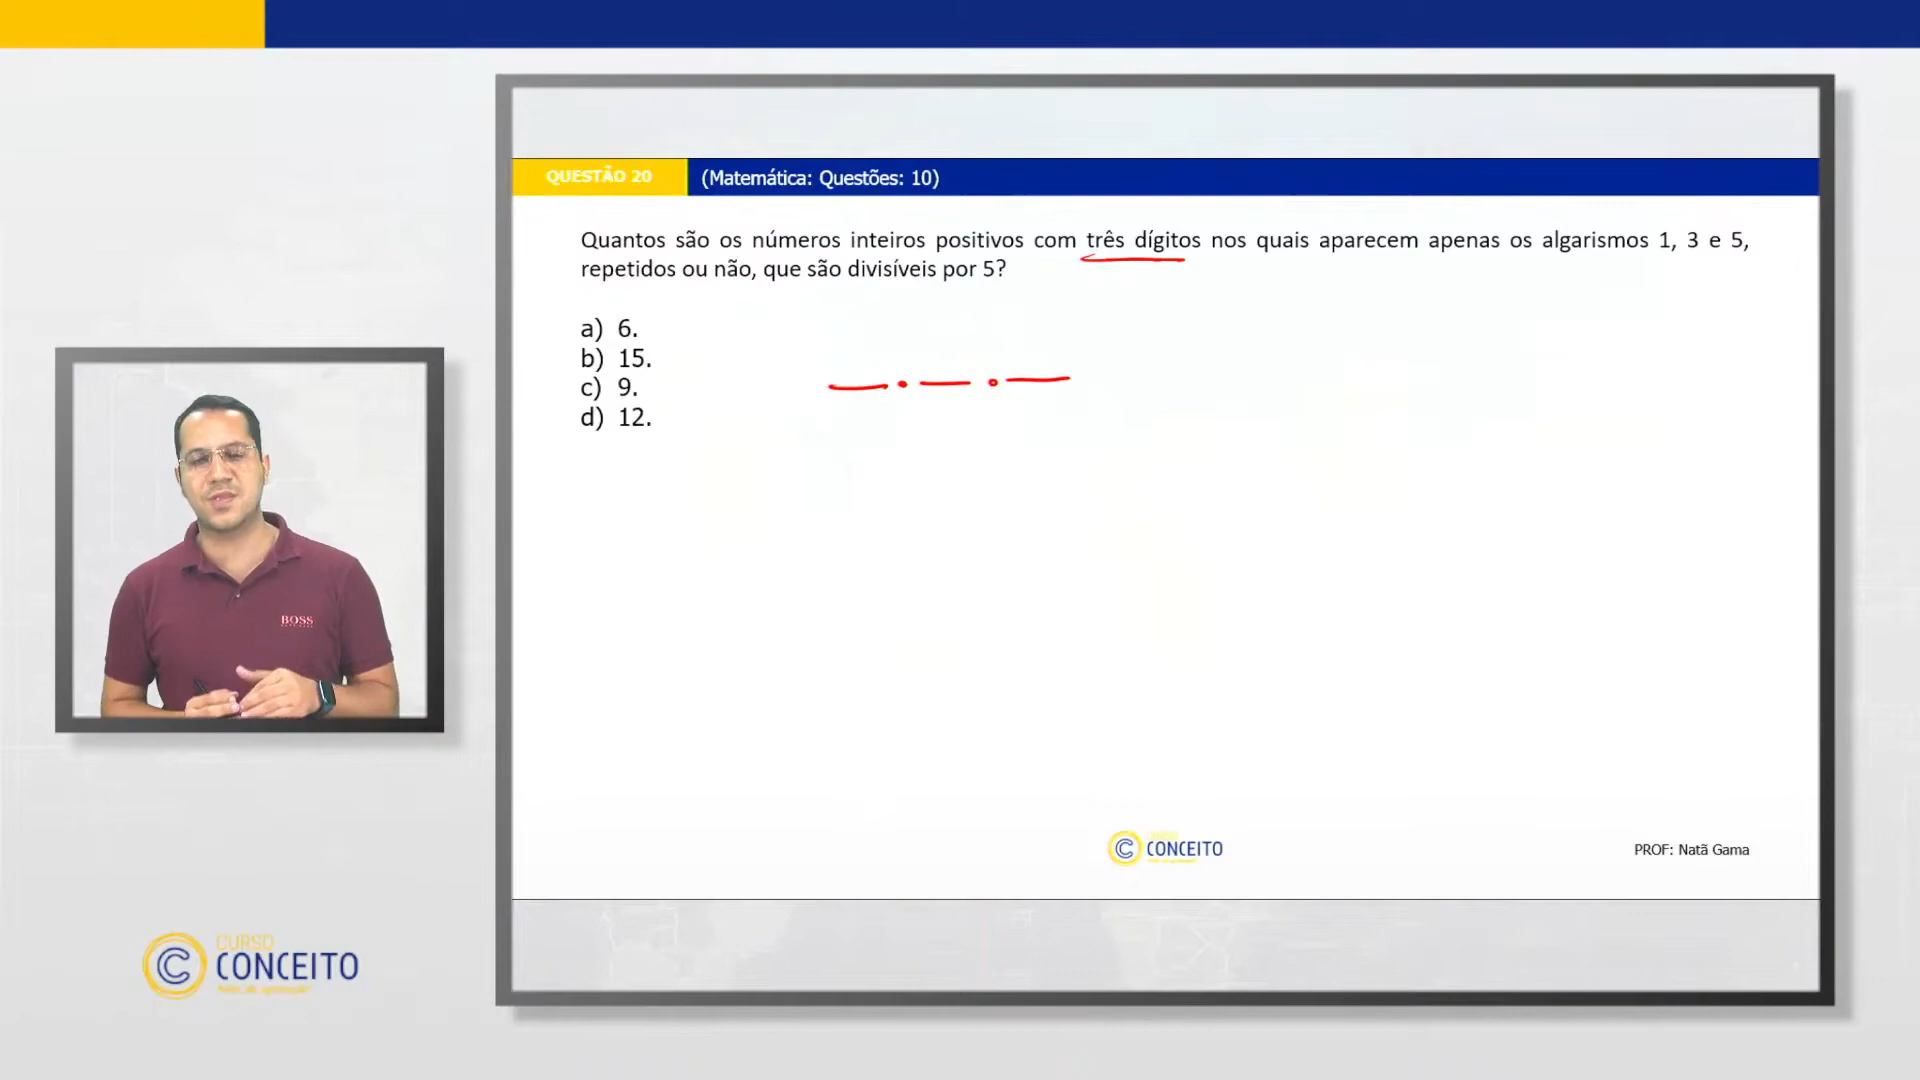 QUESTÃO 20
(Matemática: Questões: 10)
Quantos são os números inteiros positivos com três dígitos nos quais aparecem apenas os algarismos 1, 3 e 5,
repetidos ou não, que são divisíveis por 5?
a) 6.
b) 15.
c) 9.
d) 12.
BOSS
CONCEITO
PROF: Natã Gama
CURSO
CONCEITO